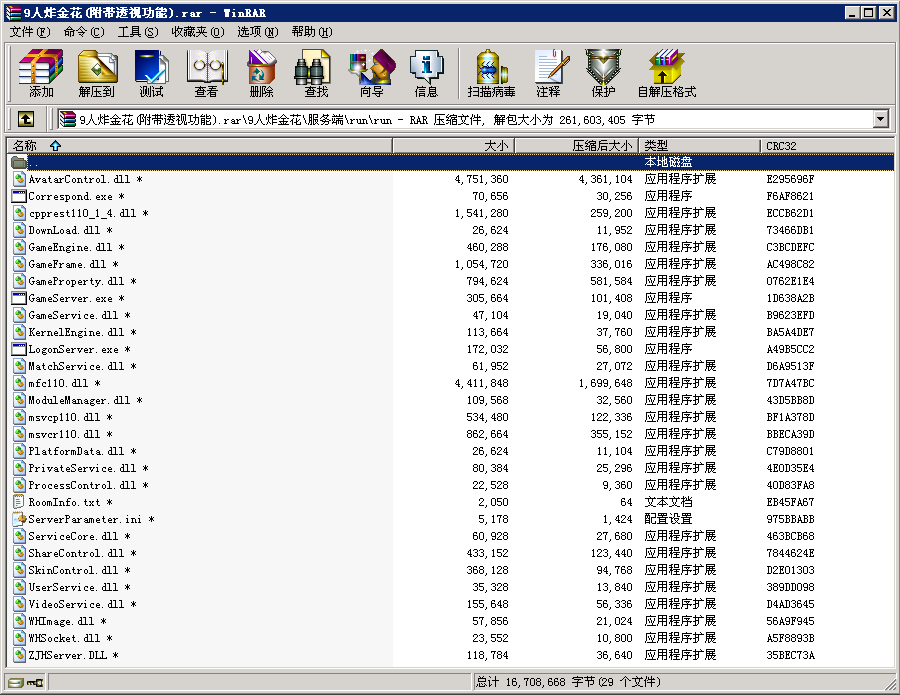 9人炸金花(附带透视功能).rar - WinRAR
文件(F) 命令(C) 工具(S) 收藏夹(O) 选项(N) 帮助(H)
添加 解压到 测试 查看 删除 查找 向导 信息 扫描病毒 注释 保护 自解压格式
9人炸金花(附带透视功能).rar\9人炸金花\服务端\run\run - RAR 压缩文件, 解包大小为 261,603,405 字节
名称 大小 压缩后大小 类型 CRC32
.. 本地磁盘
AvatarControl.dll * 4,751,360 4,361,104 应用程序扩展 E295696F
Correspond.exe * 70,656 30,256 应用程序 F6AF8621
cpprest110_1_4.dll * 1,541,280 259,200 应用程序扩展 ECCB62D1
DownLoad.dll * 26,624 11,952 应用程序扩展 73466DB1
GameEngine.dll * 460,288 176,080 应用程序扩展 C3BCDEFC
GameFrame.dll * 1,054,720 336,016 应用程序扩展 AC498C82
GameProperty.dll * 794,624 581,584 应用程序扩展 0762E1E4
GameServer.exe * 305,664 101,408 应用程序 1D638A2B
GameService.dll * 47,104 19,040 应用程序扩展 B9623EFD
KernelEngine.dll * 113,664 37,760 应用程序扩展 BA5A4DE7
LogonServer.exe * 172,032 56,800 应用程序 A49B5CC2
MatchService.dll * 61,952 27,072 应用程序扩展 D6A9513F
mfc110.dll * 4,411,848 1,699,648 应用程序扩展 7D7A47BC
ModuleManager.dll * 109,568 32,560 应用程序扩展 43D5BB8D
msvcp110.dll * 534,480 122,336 应用程序扩展 BF1A378D
msvcr110.dll * 862,664 355,152 应用程序扩展 BBECA39D
PlatformData.dll * 26,624 11,104 应用程序扩展 C79D8801
PrivateService.dll * 80,384 25,296 应用程序扩展 4E0D35E4
ProcessControl.dll * 22,528 9,360 应用程序扩展 40D83FA8
RoomInfo.txt * 2,050 64 文本文档 EB45FA67
ServerParameter.ini * 5,178 1,424 配置设置 975BBABB
ServiceCore.dll * 60,928 27,680 应用程序扩展 463BCB68
ShareControl.dll * 433,152 123,440 应用程序扩展 7844624E
SkinControl.dll * 368,128 94,768 应用程序扩展 D2E01303
UserService.dll * 35,328 13,840 应用程序扩展 389DD098
VideoService.dll * 155,648 56,336 应用程序扩展 D4AD3645
WHImage.dll * 57,856 21,024 应用程序扩展 56A9F945
WHSocket.dll * 23,552 10,800 应用程序扩展 A5F8893B
ZJHServer.DLL * 118,784 36,640 应用程序扩展 35BEC73A
总计 16,708,668 字节(29 个文件)